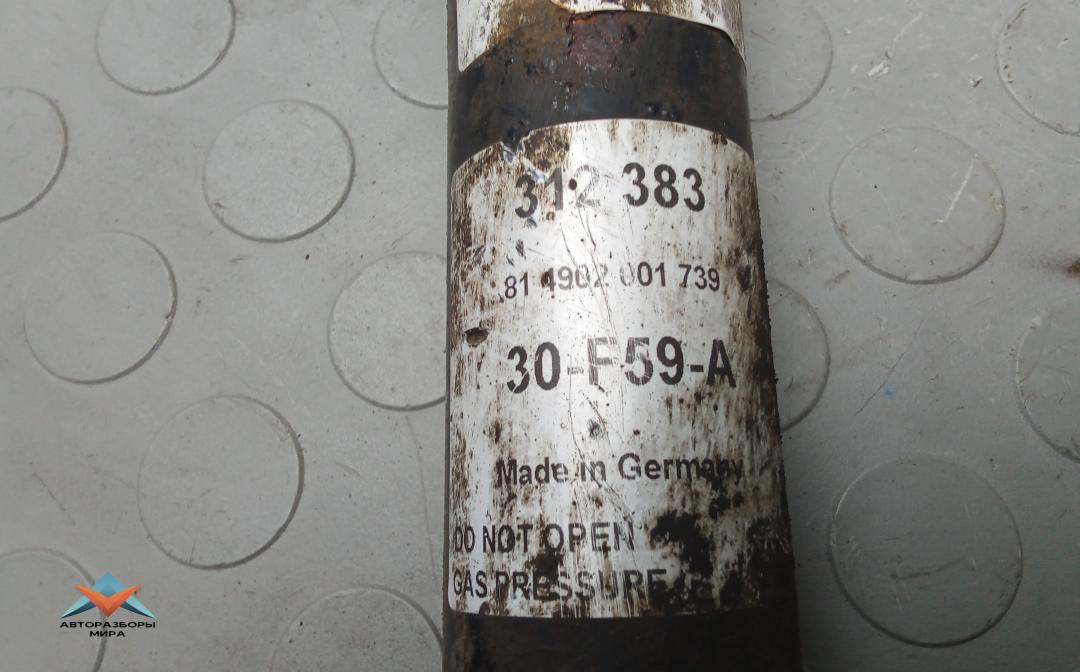 312 383
81 4902 001 739
30-F59-A
Made in Germany
DO NOT OPEN
GAS PRESSURE
АВТОРАЗБОРЫ
МИРА